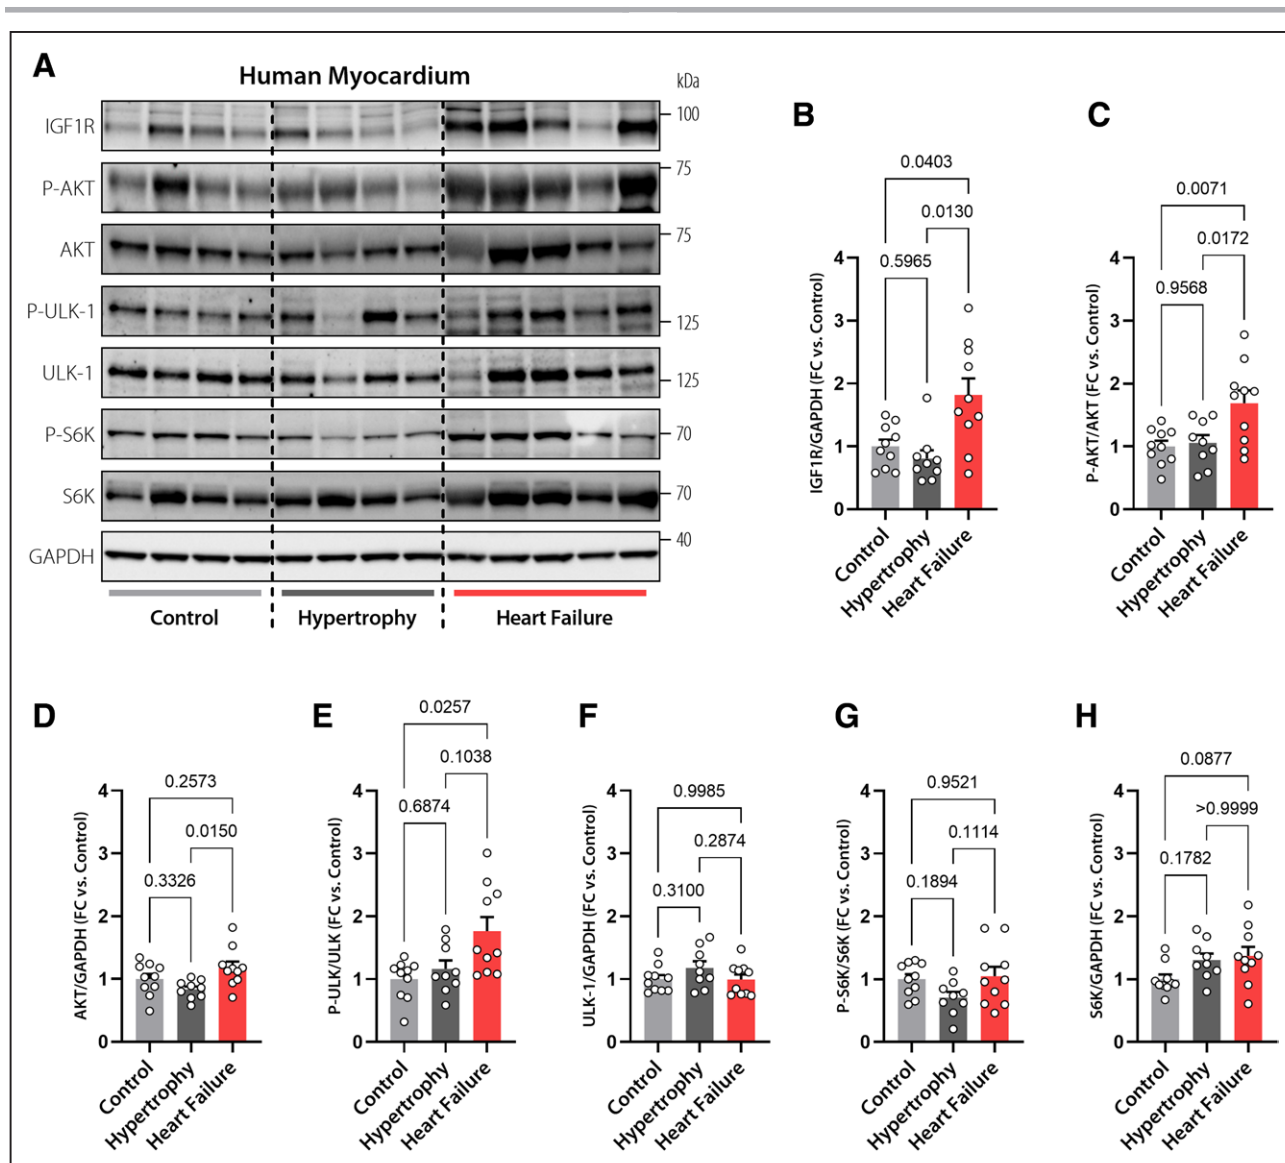 A
Human Myocardium
kDa
IGF1R
100
P-AKT
75
AKT
75
P-ULK-1
125
ULK-1
125
P-S6K
70
S6K
70
GAPDH
40
Control
Hypertrophy
Heart Failure
B
0.0403
0.0130
0.5965
IGF1R/GAPDH (FC vs. Control)
4
3
2
1
0
Control
Hypertrophy
Heart Failure
C
0.0071
0.0172
0.9568
P-AKT/AKT (FC vs. Control)
4
3
2
1
0
Control
Hypertrophy
Heart Failure
D
0.2573
0.0150
0.3326
AKT/GAPDH (FC vs. Control)
4
3
2
1
0
Control
Hypertrophy
Heart Failure
E
0.0257
0.1038
0.6874
P-ULK/ULK (FC vs. Control)
4
3
2
1
0
Control
Hypertrophy
Heart Failure
F
0.9985
0.2874
0.3100
ULK-1/GAPDH (FC vs. Control)
4
3
2
1
0
Control
Hypertrophy
Heart Failure
G
0.9521
0.1114
0.1894
P-S6K/S6K (FC vs. Control)
4
3
2
1
0
Control
Hypertrophy
Heart Failure
H
0.0877
>0.9999
0.1782
S6K/GAPDH (FC vs. Control)
4
3
2
1
0
Control
Hypertrophy
Heart Failure